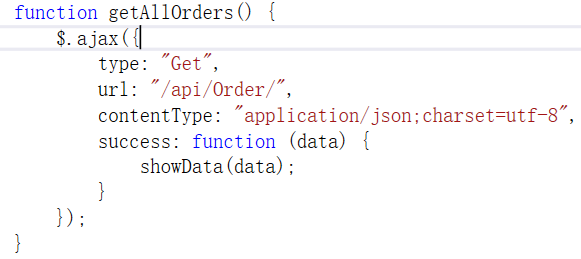 function getAllOrders() {
    $.ajax({
        type: "Get",
        url: "/api/Order/",
        contentType: "application/json;charset=utf-8",
        success: function (data) {
            showData(data);
        }
    });
}